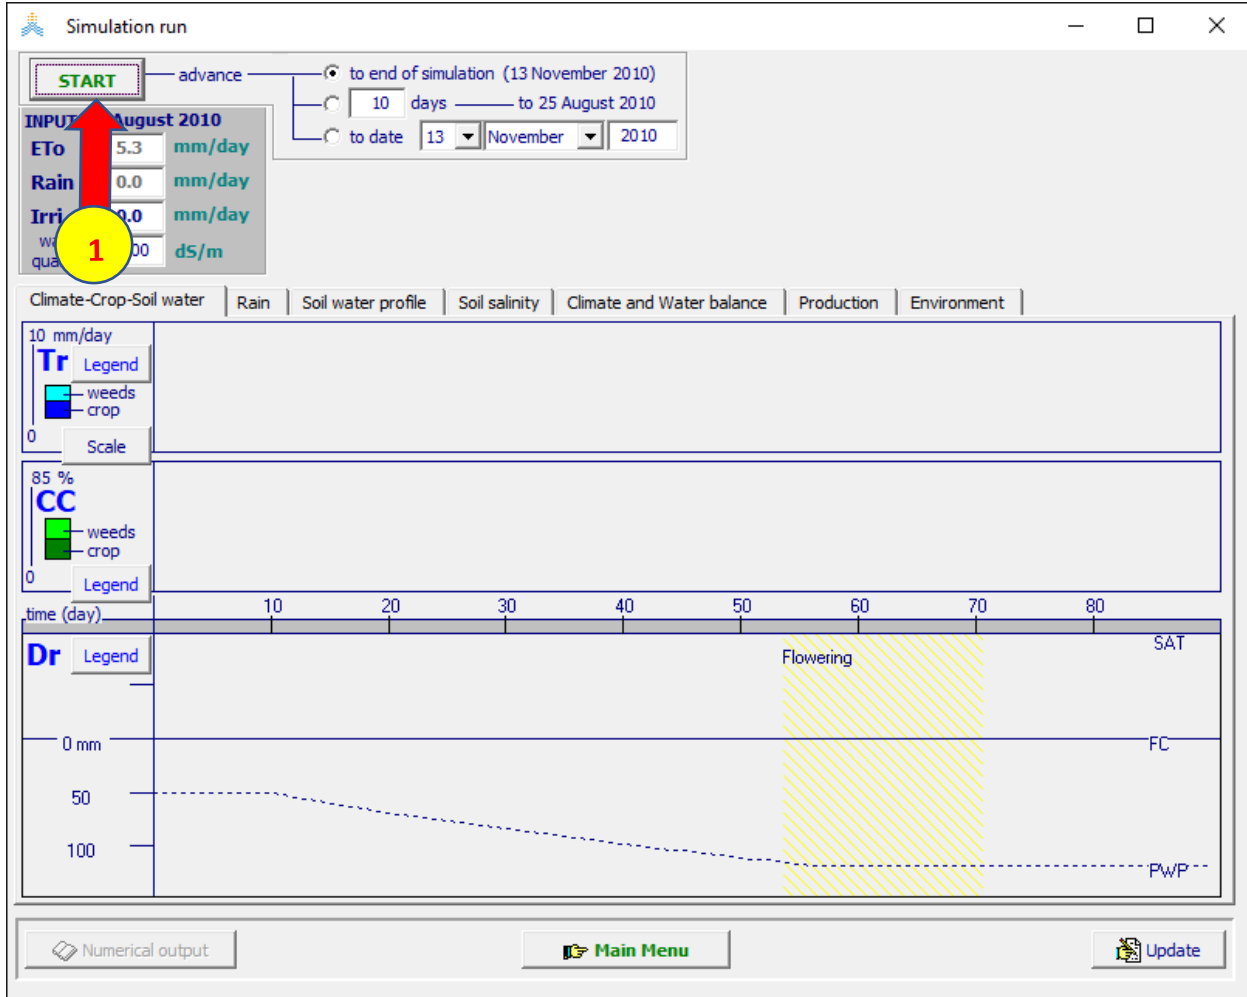 Simulation run
START advance to end of simulation (13 November 2010)
10 days to 25 August 2010
to date 13 November 2010
INPUT August 2010
ETo 5.3 mm/day
Rain 0.0 mm/day
Irri 0.0 mm/day
dS/m
1
Climate-Crop-Soil water Rain Soil water profile Soil salinity Climate and Water balance Production Environment
10 mm/day
Tr Legend
weeds
crop
0
Scale
85 %
CC
weeds
crop
0
Legend
time (day) 10 20 30 40 50 60 70 80
Dr Legend Flowering SAT
0 mm FC
50
100
PWP
Numerical output Main Menu Update